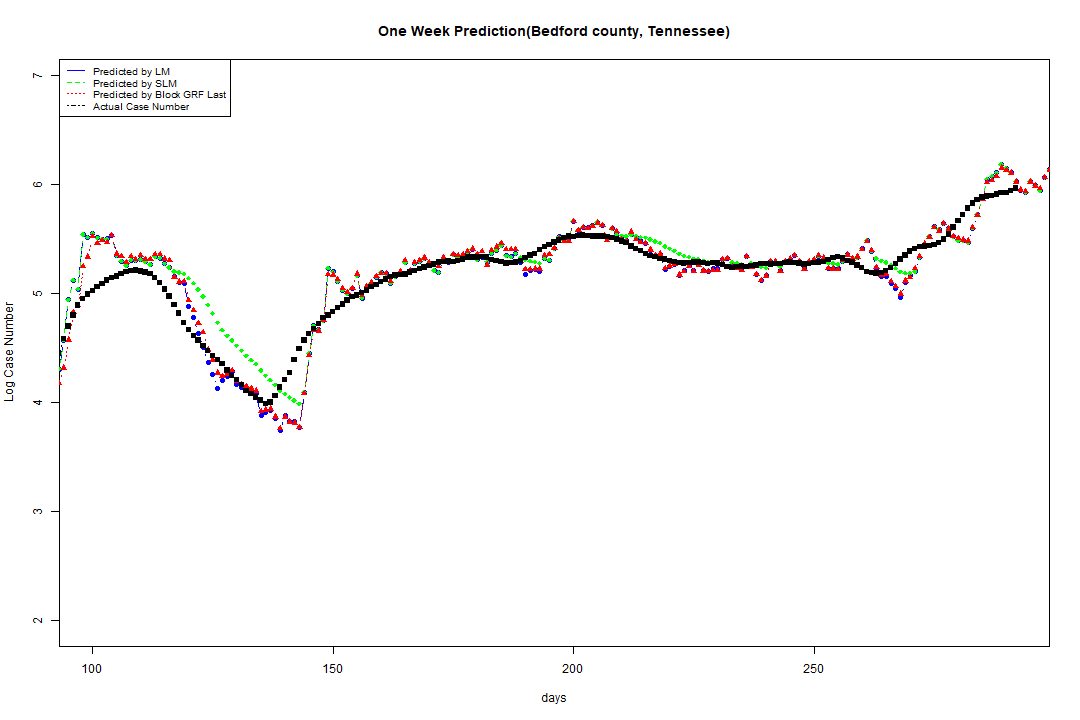 One Week Prediction(Bedford county, Tennessee)
Predicted by LM
Predicted by SLM
Predicted by Block GRF Last
Actual Case Number
7
6
5
4
3
2
Log Case Number
100 150 200 250
days